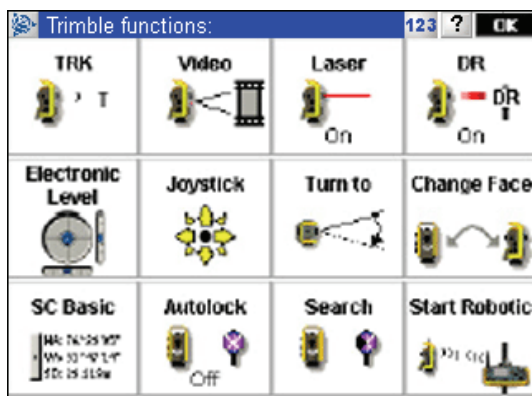 Trimble functions:
123 ? OK
TRK Video Laser DR
T DR
On On
Electronic
Level Joystick Turn to Change Face
SC Basic Autolock Search Start Robotic
Off